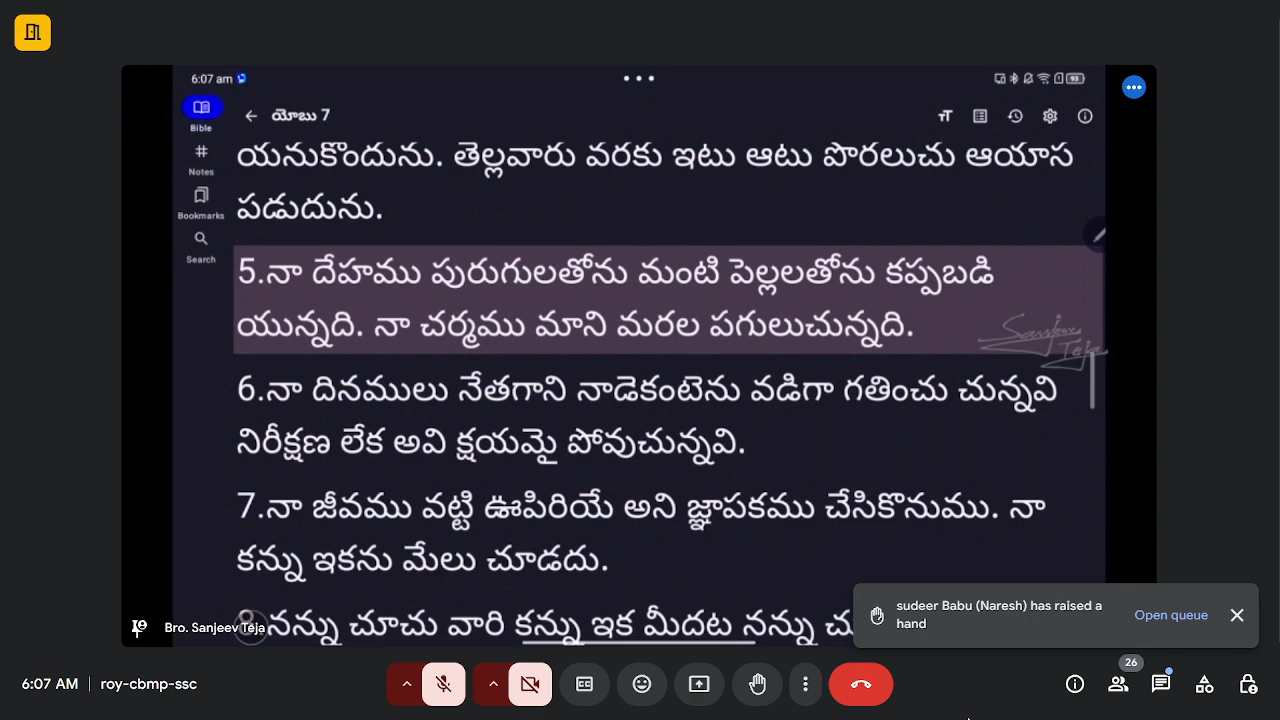 6:07 am
Bible
యోబు 7
Notes
Bookmarks
Search
యనుకొందును. తెల్లవారు వరకు ఇటు ఆటు పొరలుచు ఆయాస
పడుదును.
5.నా దేహము పురుగులతోను మంటి పెల్లలతోను కప్పబడి
యున్నది. నా చర్మము మాని మరల పగులుచున్నది.
Sanjeev
Teja
6.నా దినములు నేతగాని నాడెకంటెను వడిగా గతించు చున్నవి
నిరీక్షణ లేక అవి క్షయమై పోవుచున్నవి.
7.నా జీవము వట్టి ఊపిరియే అని జ్ఞాపకము చేసికొనుము. నా
కన్ను ఇకను మేలు చూడదు.
8.నన్ను చూచు వారి కన్ను ఇక మీదట నన్ను
Bro. Sanjeev Teja
sudeer Babu (Naresh) has raised a
hand
Open queue
6:07 AM | roy-cbmp-ssc
26